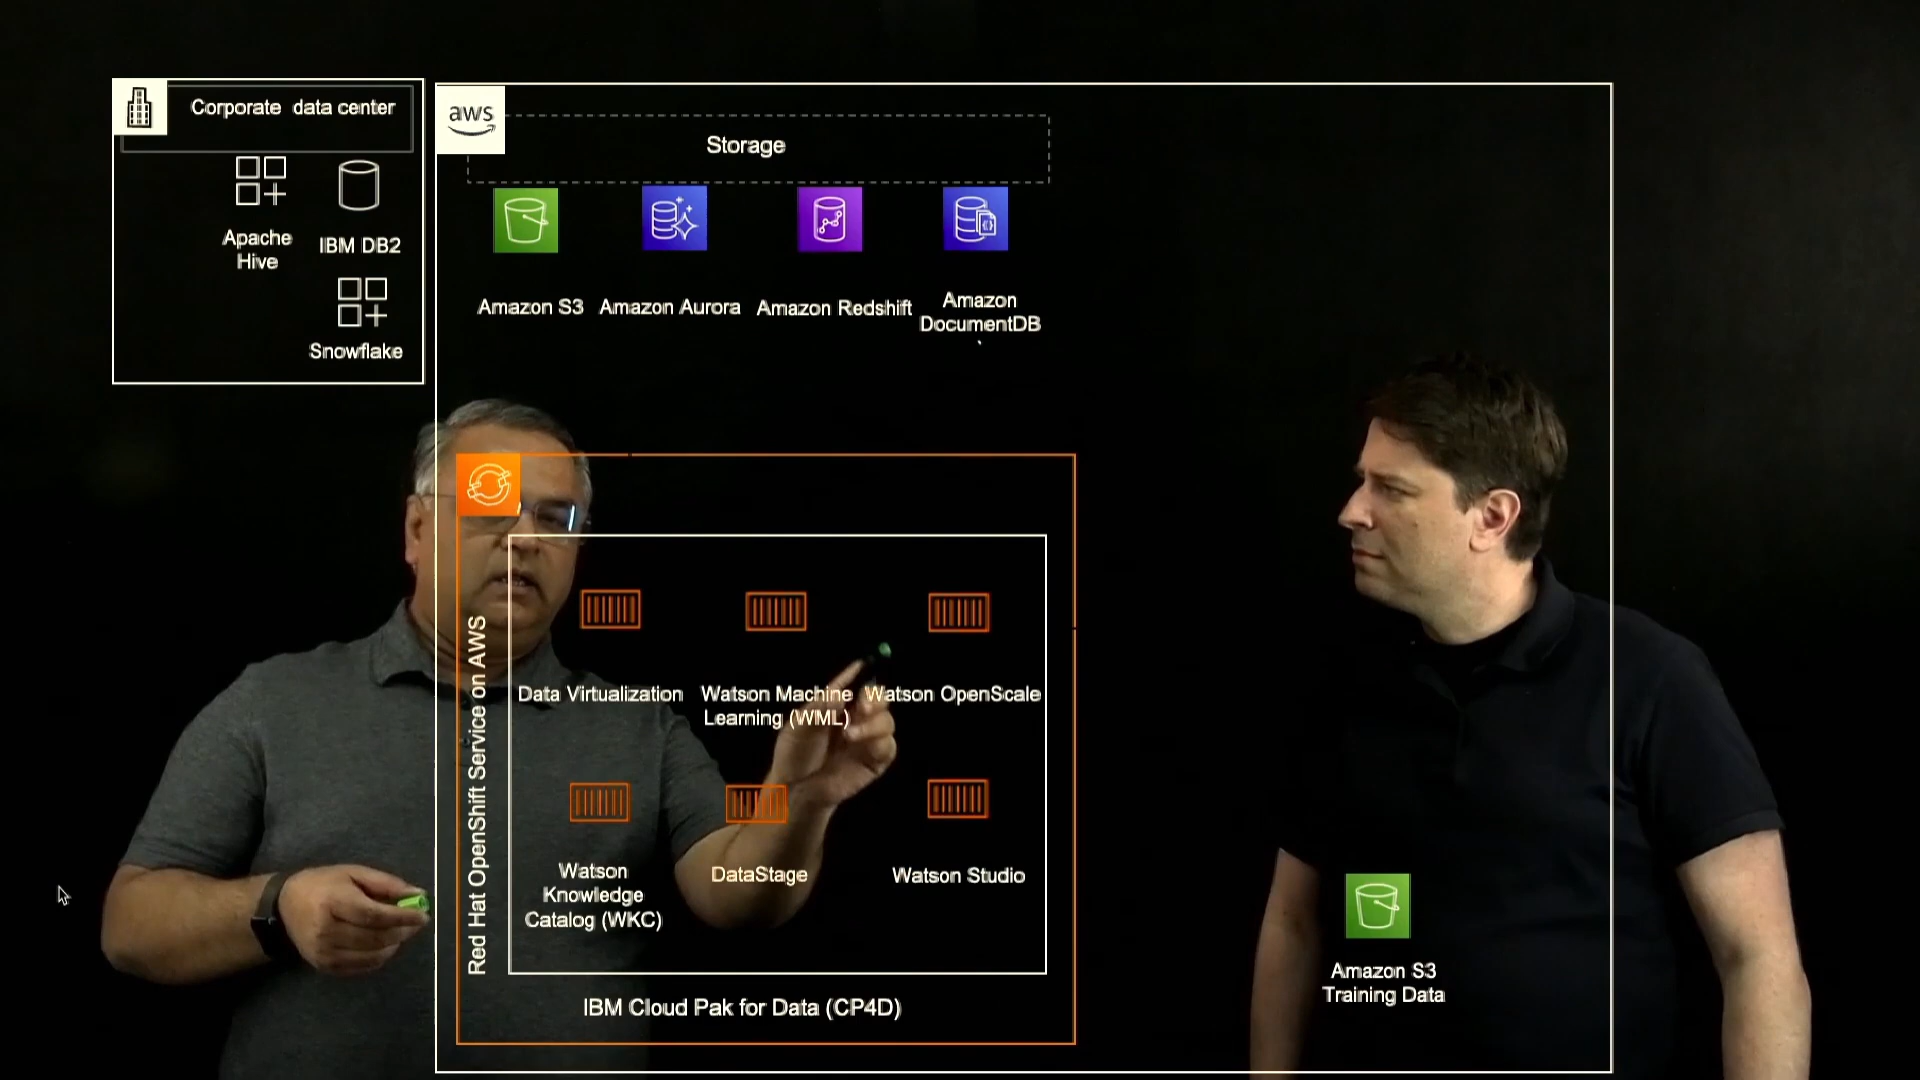 Corporate data center
Apache
Hive
IBM DB2
Snowflake
aws
Storage
Amazon S3
Amazon Aurora
Amazon Redshift
Amazon
DocumentDB
Red Hat OpenShift Service on AWS
Data Virtualization
Watson Machine
Learning (WML)
Watson OpenScale
Watson
Knowledge
Catalog (WKC)
DataStage
Watson Studio
IBM Cloud Pak for Data (CP4D)
Amazon S3
Training Data